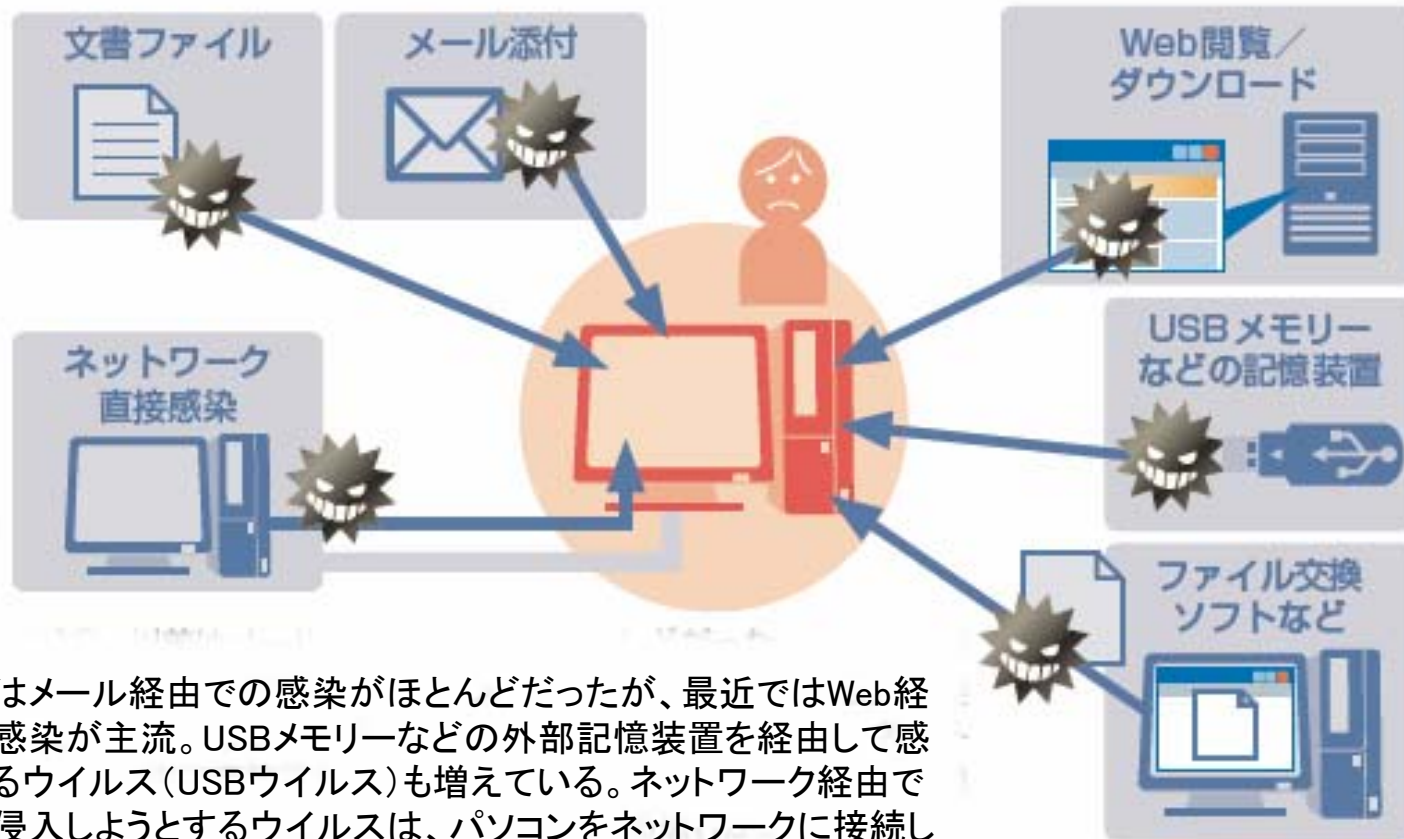 文書ファイル
メール添付
Web閲覧／
ダウンロード
ネットワーク
直接感染
USBメモリー
などの記憶装置
ファイル交換
ソフトなど
はメール経由での感染がほとんどだったが、最近ではWeb経
感染が主流。USBメモリーなどの外部記憶装置を経由して感
るウイルス（USBウイルス）も増えている。ネットワーク経由で
侵入しようとするウイルスは、パソコンをネットワークに接続し